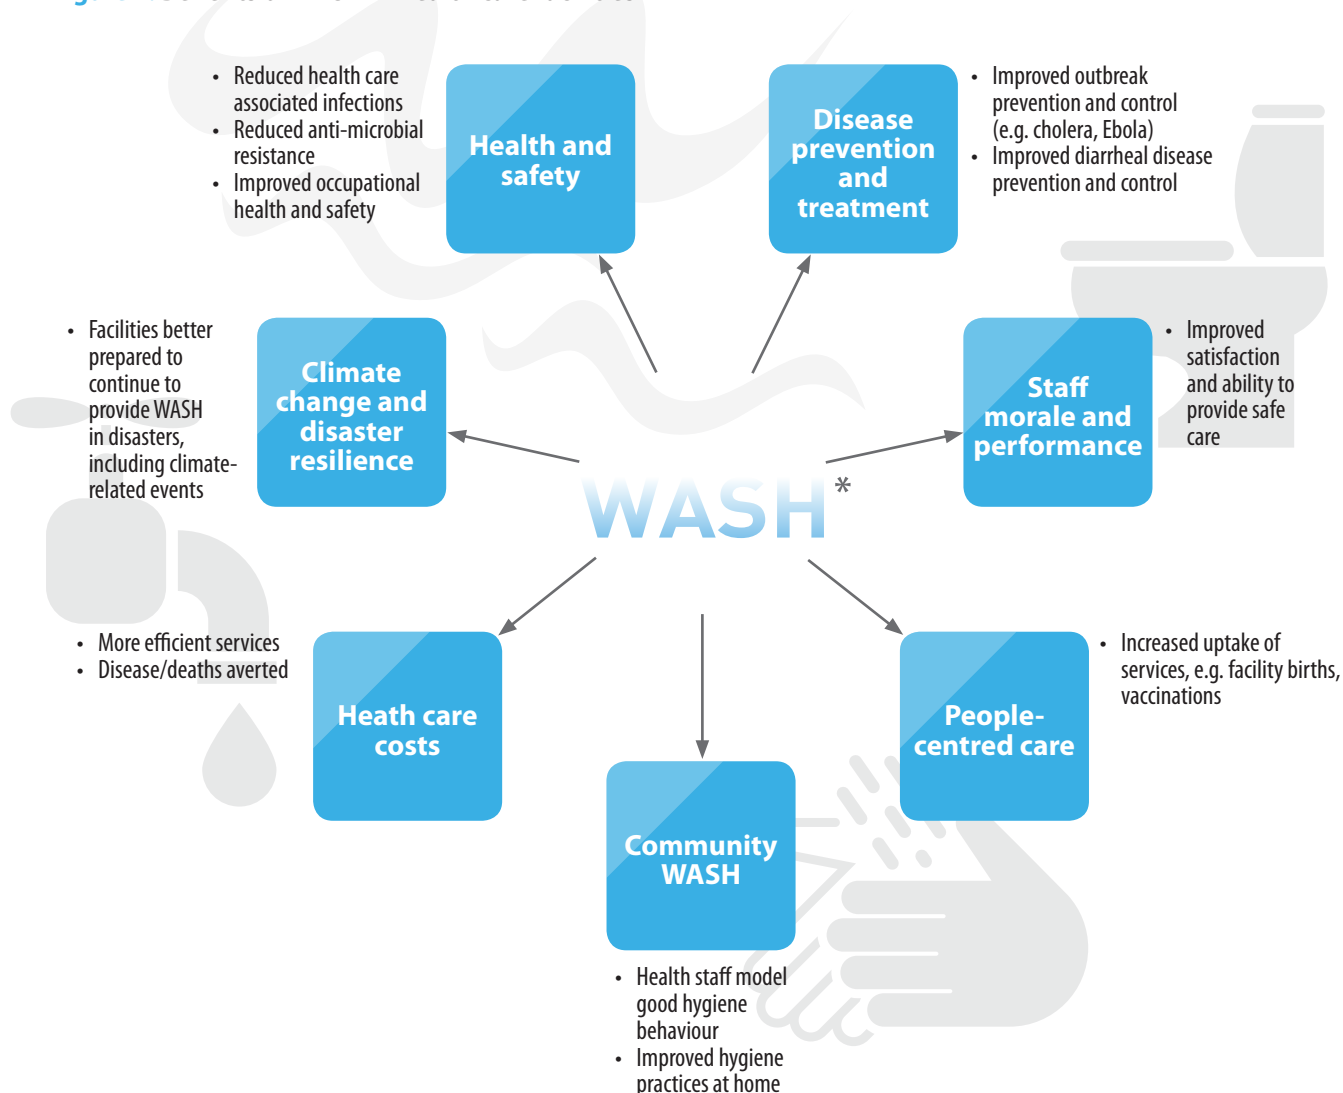 • Reduced health care
associated infections
• Reduced anti-microbial
resistance
• Improved occupational
health and safety
Health and
safety
Disease
prevention
and
treatment
• Improved outbreak
prevention and control
(e.g. cholera, Ebola)
• Improved diarrheal disease
prevention and control
• Facilities better
prepared to
continue to
provide WASH
in disasters,
including climate-
related events
Climate
change and
disaster
resilience
Staff
morale and
performance
• Improved
satisfaction
and ability to
provide safe
care
WASH*
• More efficient services
• Disease/deaths averted
Heath care
costs
People-
centred care
• Increased uptake of
services, e.g. facility births,
vaccinations
Community
WASH
• Health staff model
good hygiene
behaviour
• Improved hygiene
practices at home